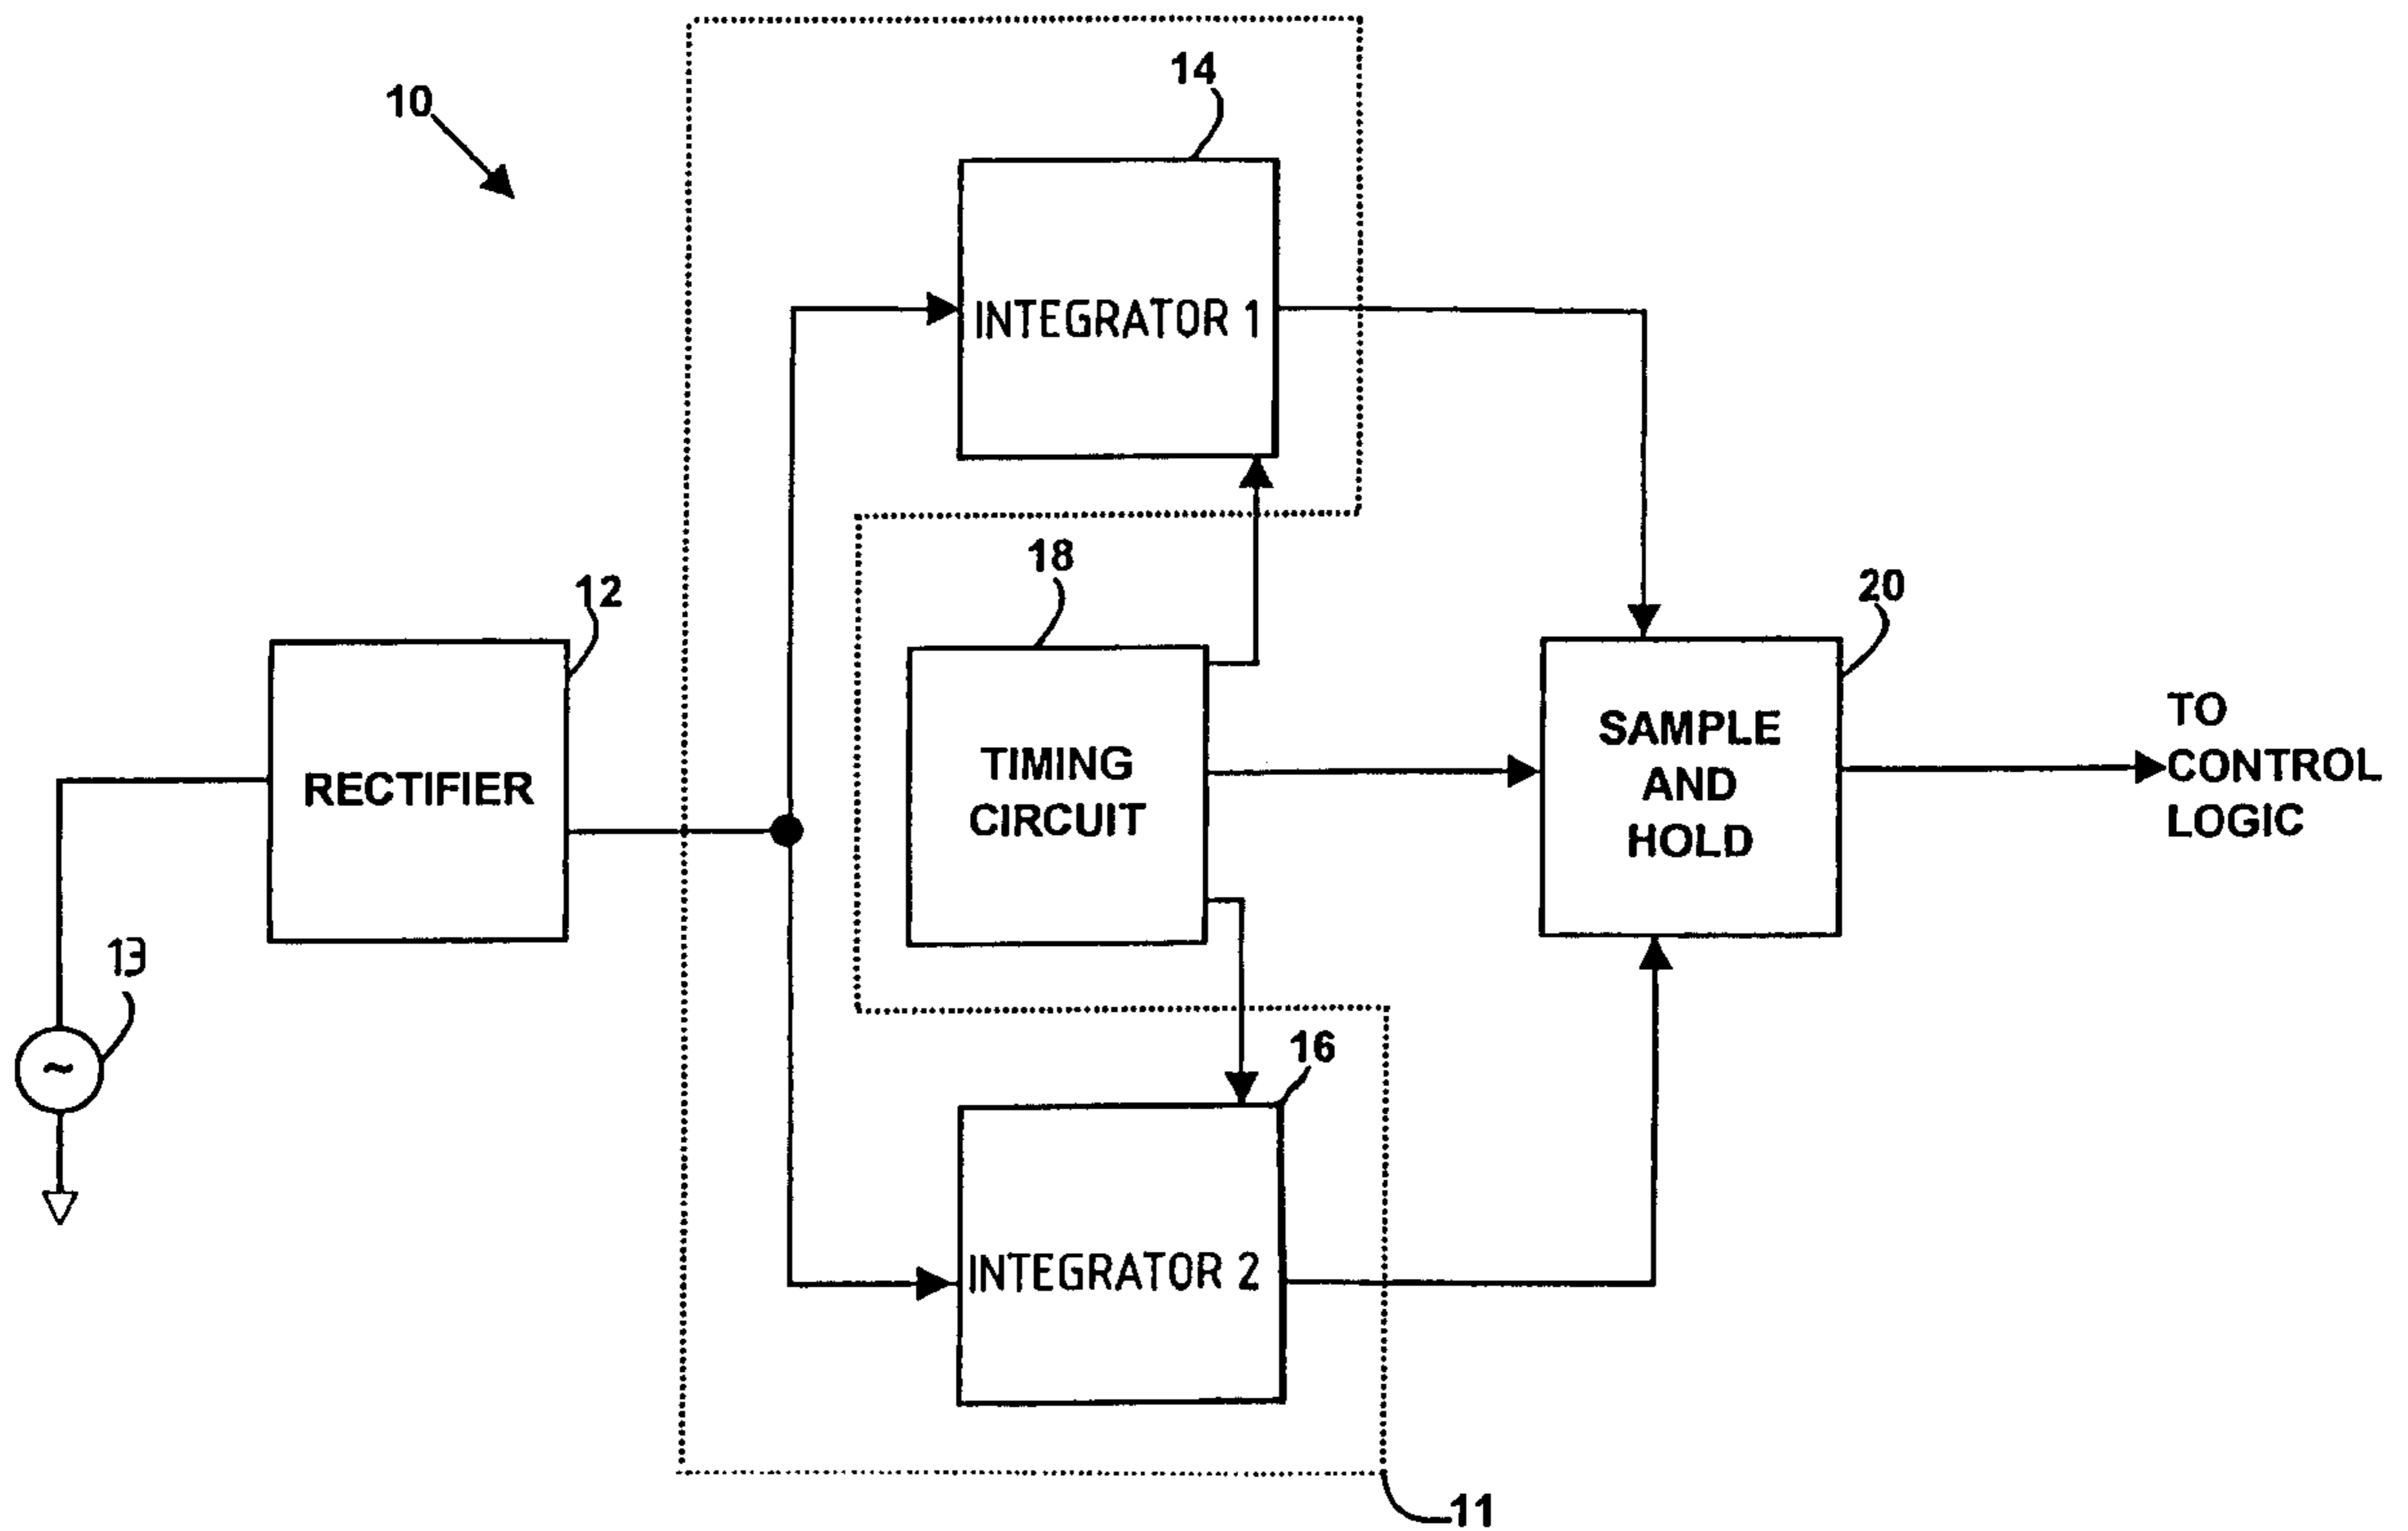 10
14
INTEGRATOR 1
18
12
20
RECTIFIER
TIMING
CIRCUIT
SAMPLE
AND
HOLD
TO
CONTROL
LOGIC
13
~
16
INTEGRATOR 2
11